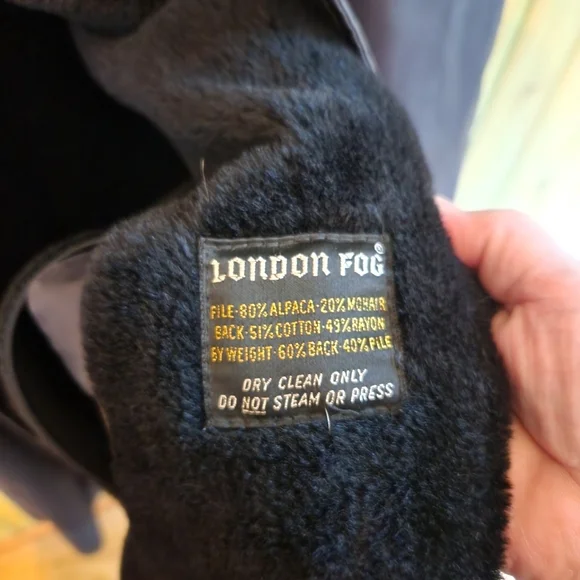 LONDON FOG®
PILE-80% ALPACA-20% MOHAIR
BACK-51% COTTON-49% RAYON
BY WEIGHT-60% BACK-40% PILE
DRY CLEAN ONLY
DO NOT STEAM OR PRESS